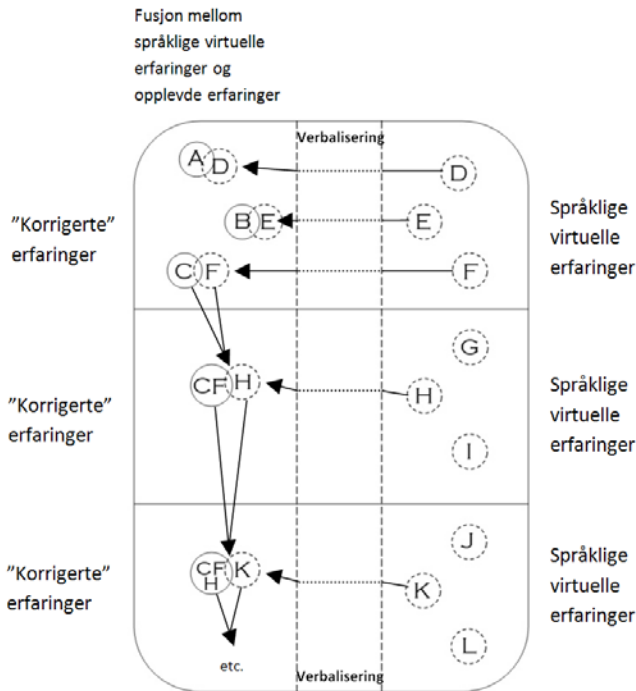 Fusjon mellom
språklige virtuelle
erfaringer og
opplevde erfaringer
Verbalisering
A D D
B E E
C F F
”Korrigerte”
erfaringer
Språklige
virtuelle
erfaringer
G
CF H H
I
”Korrigerte”
erfaringer
Språklige
virtuelle
erfaringer
J
CF
H
K K
L
”Korrigerte”
erfaringer
Språklige
virtuelle
erfaringer
etc.
Verbalisering